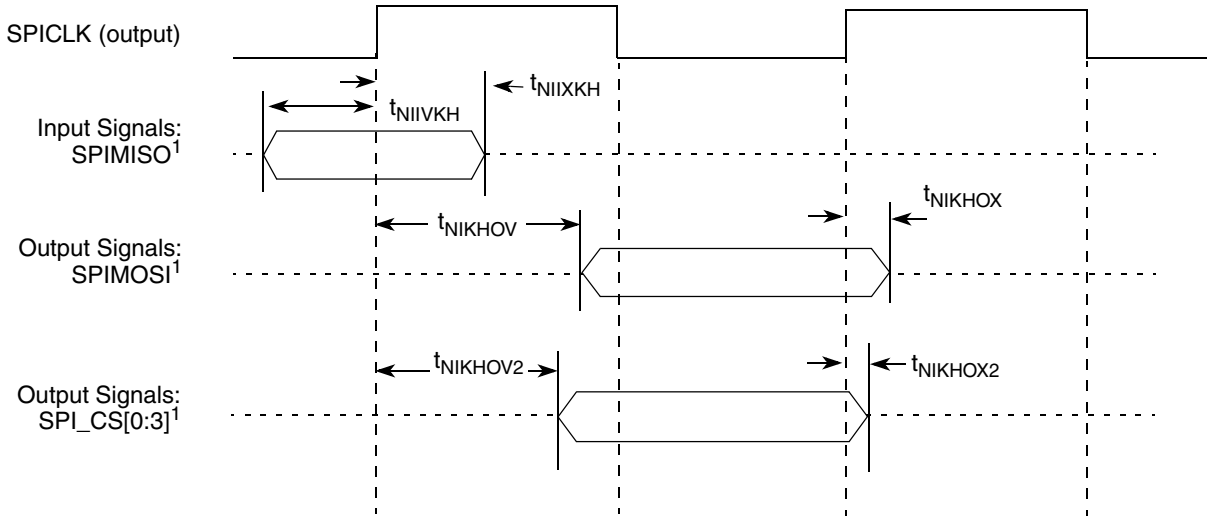 SPICLK (output)
tNIIXKH
tNIIVKH
Input Signals:
SPIMISO1
tNIKHOX
tNIKHOV
Output Signals:
SPIMOSI1
tNIKHOV2
tNIKHOX2
Output Signals:
SPI_CS[0:3]1